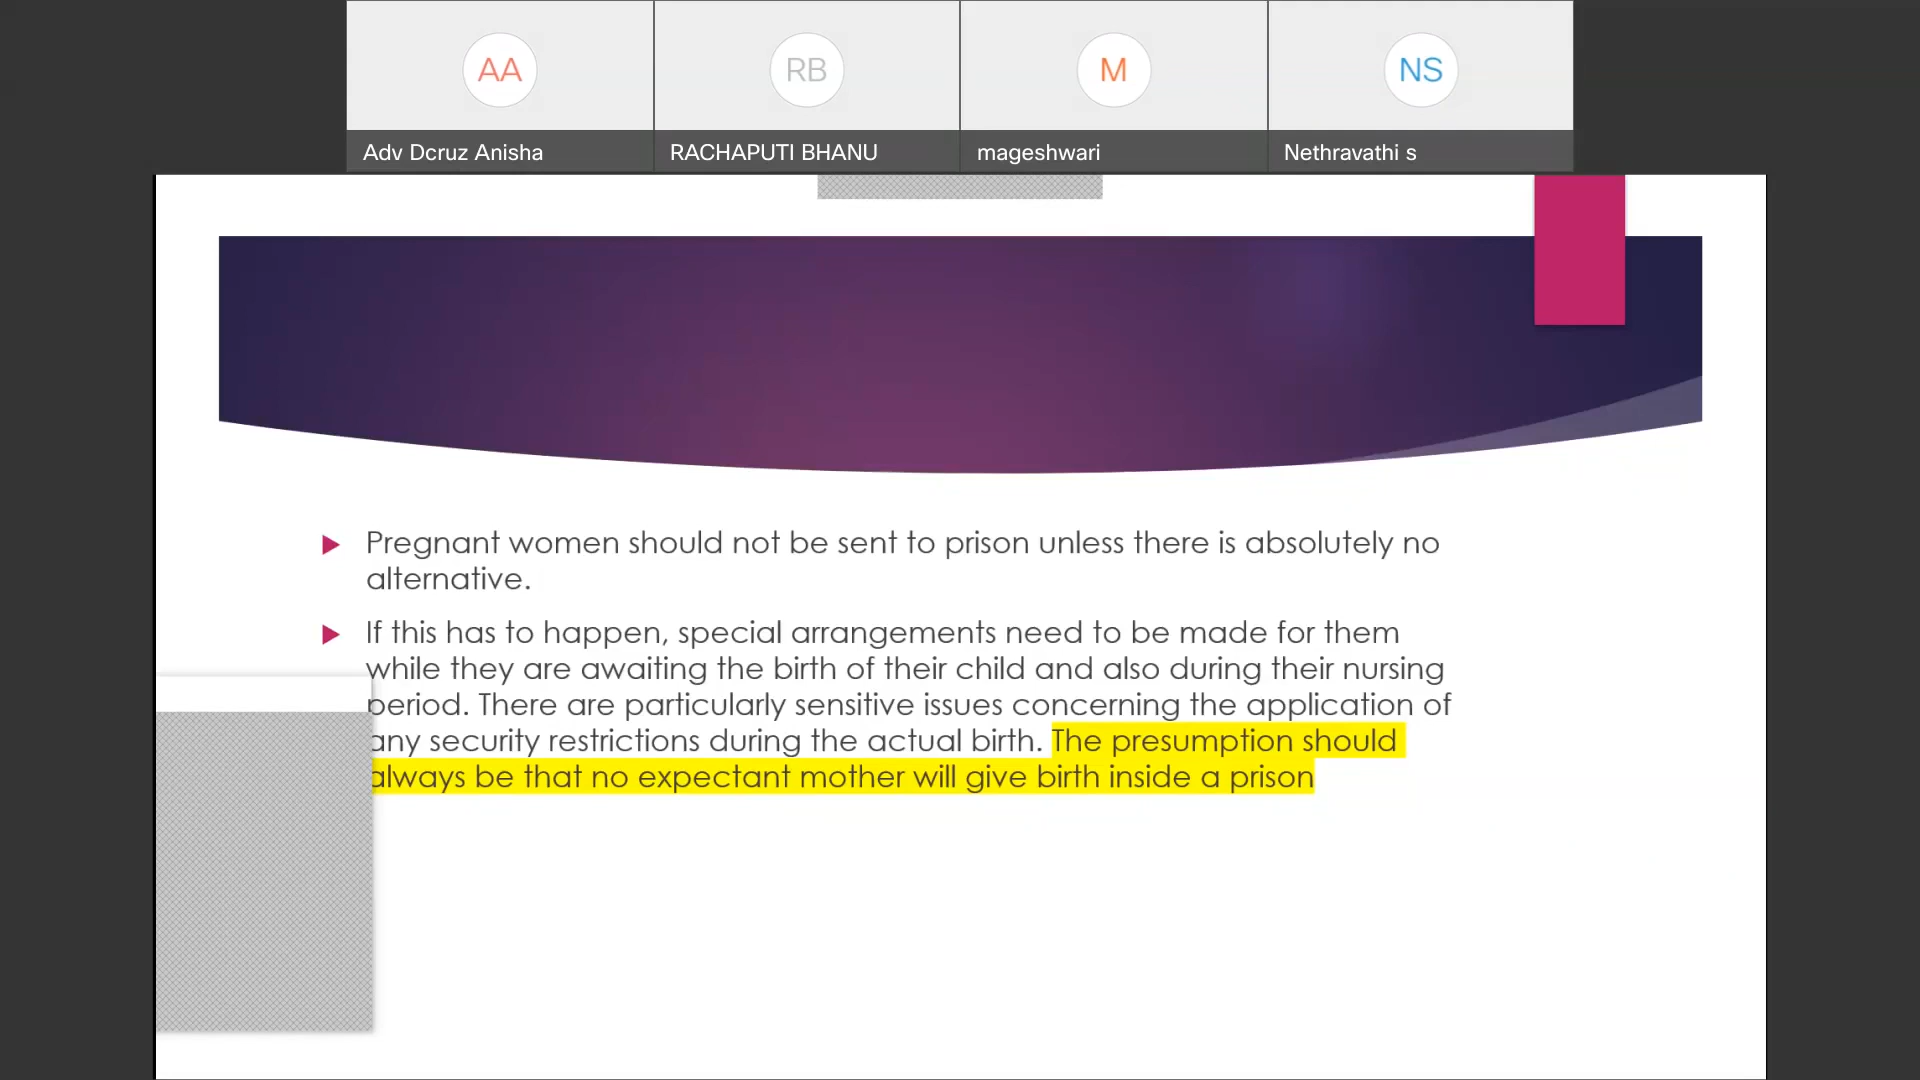 AA
RB
M
NS
Adv Dcruz Anisha
RACHAPUTI BHANU
mageshwari
Nethravathi s
Pregnant women should not be sent to prison unless there is absolutely no
alternative.
If this has to happen, special arrangements need to be made for them
while they are awaiting the birth of their child and also during their nursing
period. There are particularly sensitive issues concerning the application of
any security restrictions during the actual birth. The presumption should
always be that no expectant mother will give birth inside a prison